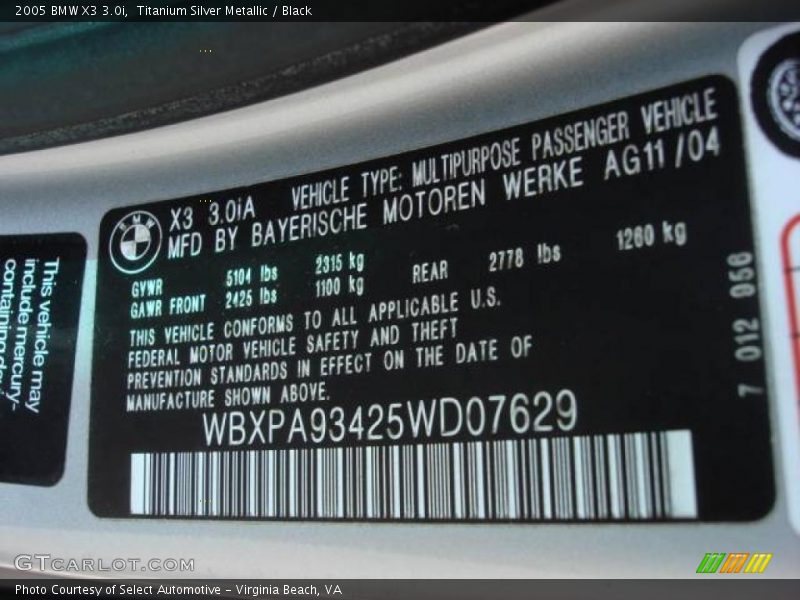 2005 BMW X3 3.0i, Titanium Silver Metallic / Black
BMW
X3 3.0iA VEHICLE TYPE: MULTIPURPOSE PASSENGER VEHICLE
MFD BY BAYERISCHE MOTOREN WERKE AG11/04
GVWR 5104 lbs 2315 kg
GAWR FRONT 2425 lbs 1100 kg REAR 2778 lbs 1260 kg
THIS VEHICLE CONFORMS TO ALL APPLICABLE U.S.
FEDERAL MOTOR VEHICLE SAFETY AND THEFT
PREVENTION STANDARDS IN EFFECT ON THE DATE OF
MANUFACTURE SHOWN ABOVE.
WBXPA93425WD07629
7 012 056
This vehicle may
include mercury-
containing
GTCARLOT.COM
Photo Courtesy of Select Automotive – Virginia Beach, VA